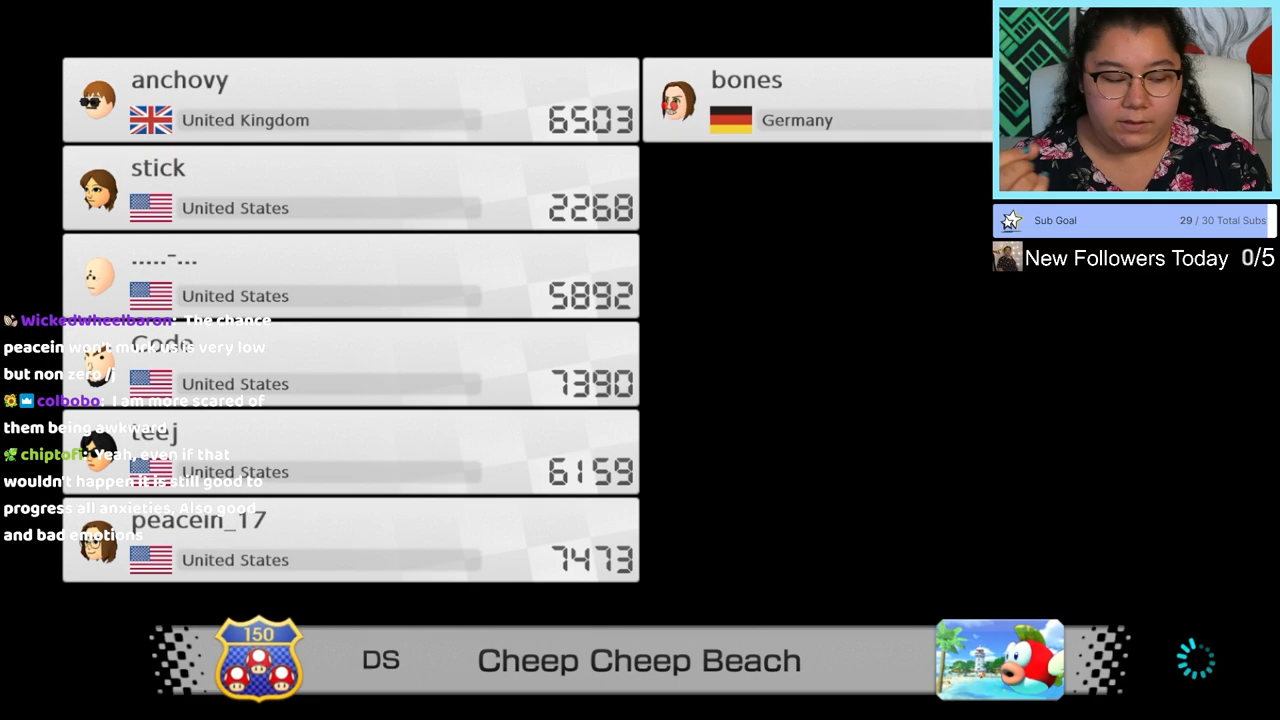 anchovy
United Kingdom 6503
bones
Germany
stick
United States 2268
.....-...
United States 5892
Code
United States 7390
teej
United States 6159
peacein_17
United States 7473
WickedWheelbaron: The chance
peacein won't murk us is very low
but non zero /j
colbobo: I am more scared of
them being awkward
chiptofi: Yeah, even if that
wouldn't happen it is still good to
progress all anxieties. Also good
and bad emotions
Sub Goal 29 / 30 Total Subs
New Followers Today 0/5
150 DS Cheep Cheep Beach